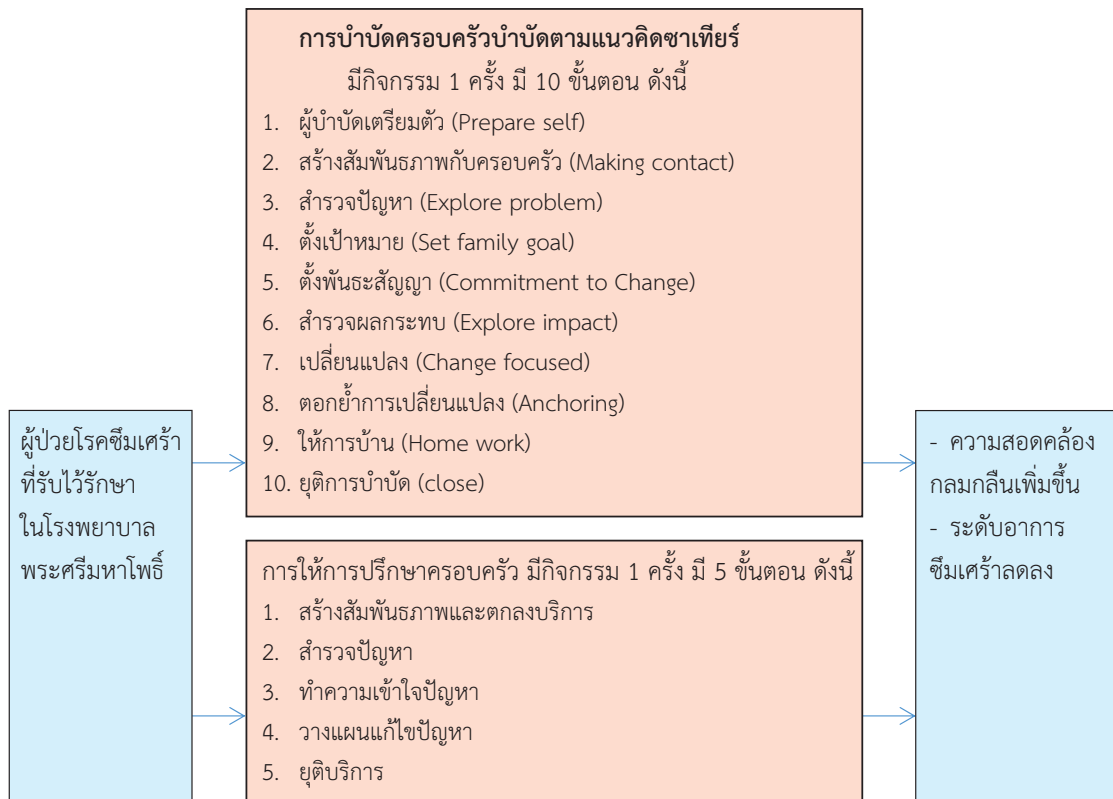 การบำบัดครอบครัวบำบัดตามแนวคิดซาเทียร์
มีกิจกรรม 1 ครั้ง มี 10 ขั้นตอน ดังนี้
1. ผู้บำบัดเตรียมตัว (Prepare self)
2. สร้างสัมพันธภาพกับครอบครัว (Making contact)
3. สำรวจปัญหา (Explore problem)
4. ตั้งเป้าหมาย (Set family goal)
5. ตั้งพันธะสัญญา (Commitment to Change)
6. สำรวจผลกระทบ (Explore impact)
7. เปลี่ยนแปลง (Change focused)
8. ตอกย้ำการเปลี่ยนแปลง (Anchoring)
9. ให้การบ้าน (Home work)
10. ยุติการบำบัด (close)
ผู้ป่วยโรคซึมเศร้า
ที่รับไว้รักษา
ในโรงพยาบาล
พระศรีมหาโพธิ์
การให้การปรึกษาครอบครัว มีกิจกรรม 1 ครั้ง มี 5 ขั้นตอน ดังนี้
1. สร้างสัมพันธภาพและตกลงบริการ
2. สำรวจปัญหา
3. ทำความเข้าใจปัญหา
4. วางแผนแก้ไขปัญหา
5. ยุติบริการ
- ความสอดคล้อง
กลมกลืนเพิ่มขึ้น
- ระดับอาการ
ซึมเศร้าลดลง